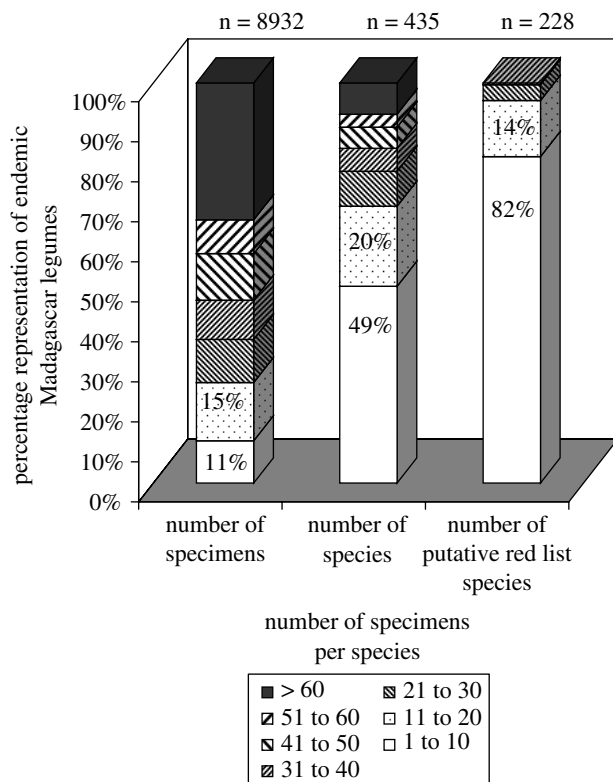 n = 8932 n = 435 n = 228
percentage representation of endemic
Madagascar legumes
100%
90%
80%
70%
60%
50%
40%
30%
20%
10%
0%
15%
11%
20%
49%
14%
82%
number of
specimens
number of
species
number of
putative red list
species
number of specimens
per species
> 60
51 to 60
41 to 50
31 to 40
21 to 30
11 to 20
1 to 10